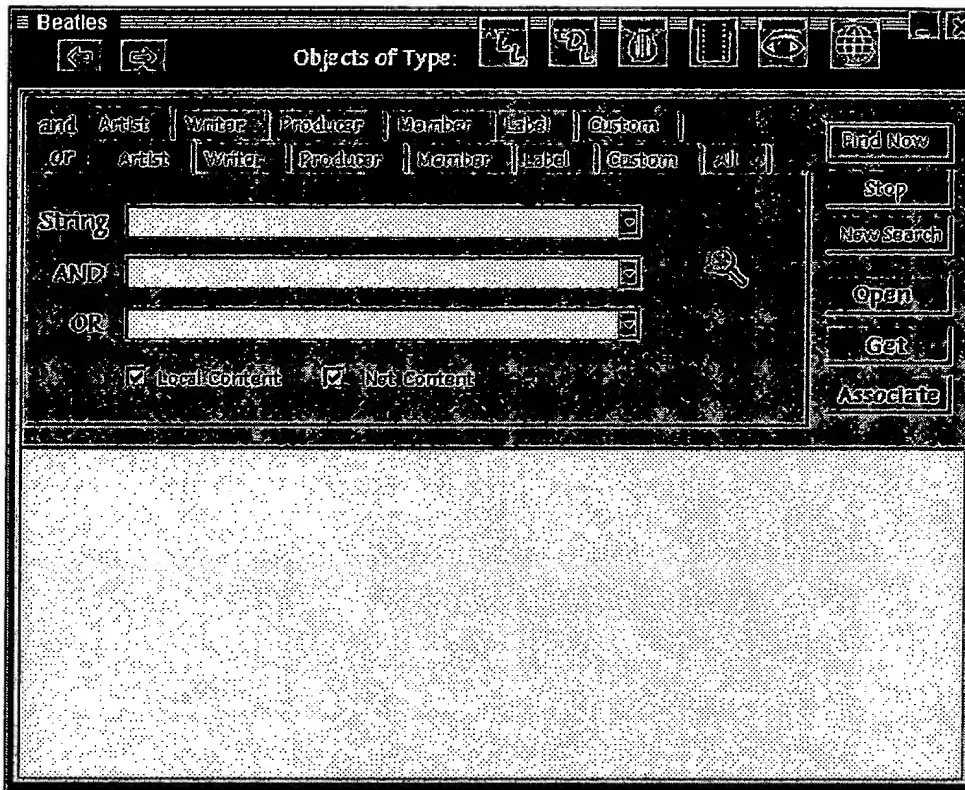 Beatles
Objects of Type:
and Artist Writer Producer Member Label Custom
or Artist Writer Producer Member Label Custom All
Find Now
Stop
String
New Search
AND
Open
OR
Get
Local Content Net Content
Associate